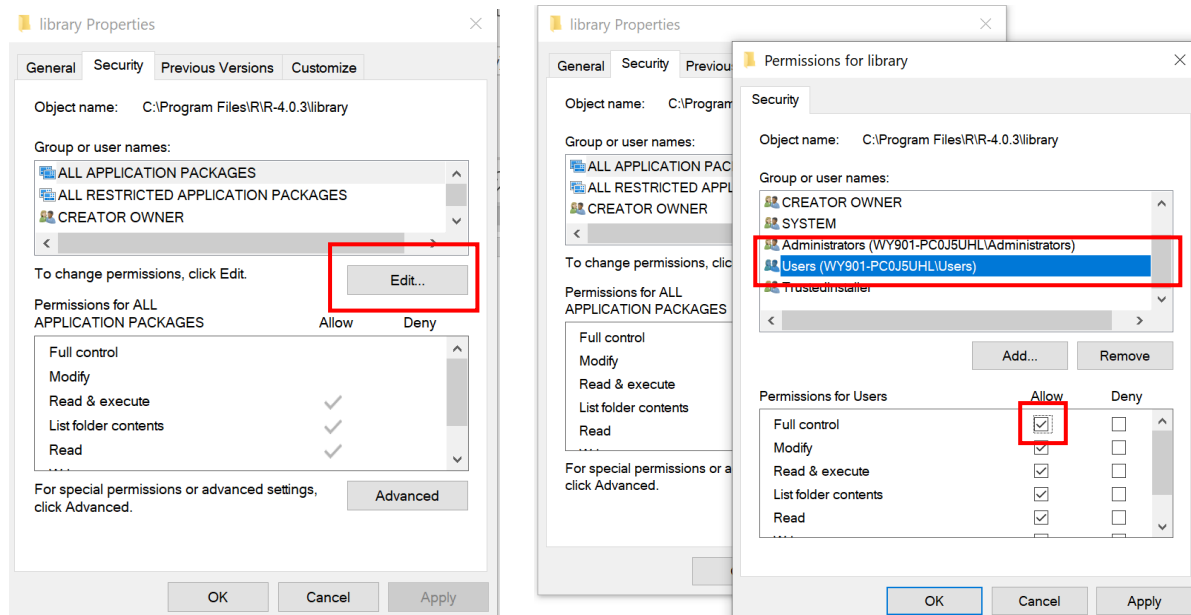 library Properties
General Security Previous Versions Customize
Object name: C:\Program Files\R\R-4.0.3\library
Group or user names:
ALL APPLICATION PACKAGES
ALL RESTRICTED APPLICATION PACKAGES
CREATOR OWNER
To change permissions, click Edit.
Edit...
Permissions for ALL
APPLICATION PACKAGES Allow Deny
Full control
Modify
Read & execute
List folder contents
Read
For special permissions or advanced settings,
click Advanced.
Advanced
OK Cancel Apply
library Properties
General Security Previou
Object name: C:\Program
Group or user names:
ALL APPLICATION PAC
ALL RESTRICTED APPL
CREATOR OWNER
To change permissions, clic
Permissions for ALL
APPLICATION PACKAGES
Full control
Modify
Read & execute
List folder contents
Read
For special permissions or a
click Advanced.
Permissions for library
Security
Object name: C:\Program Files\R\R-4.0.3\library
Group or user names:
CREATOR OWNER
SYSTEM
Administrators (WY901-PC0J5UHL\Administrators)
Users (WY901-PC0J5UHL\Users)
TrustedInstaller
Add... Remove
Permissions for Users Allow Deny
Full control
Modify
Read & execute
List folder contents
Read
OK Cancel Apply